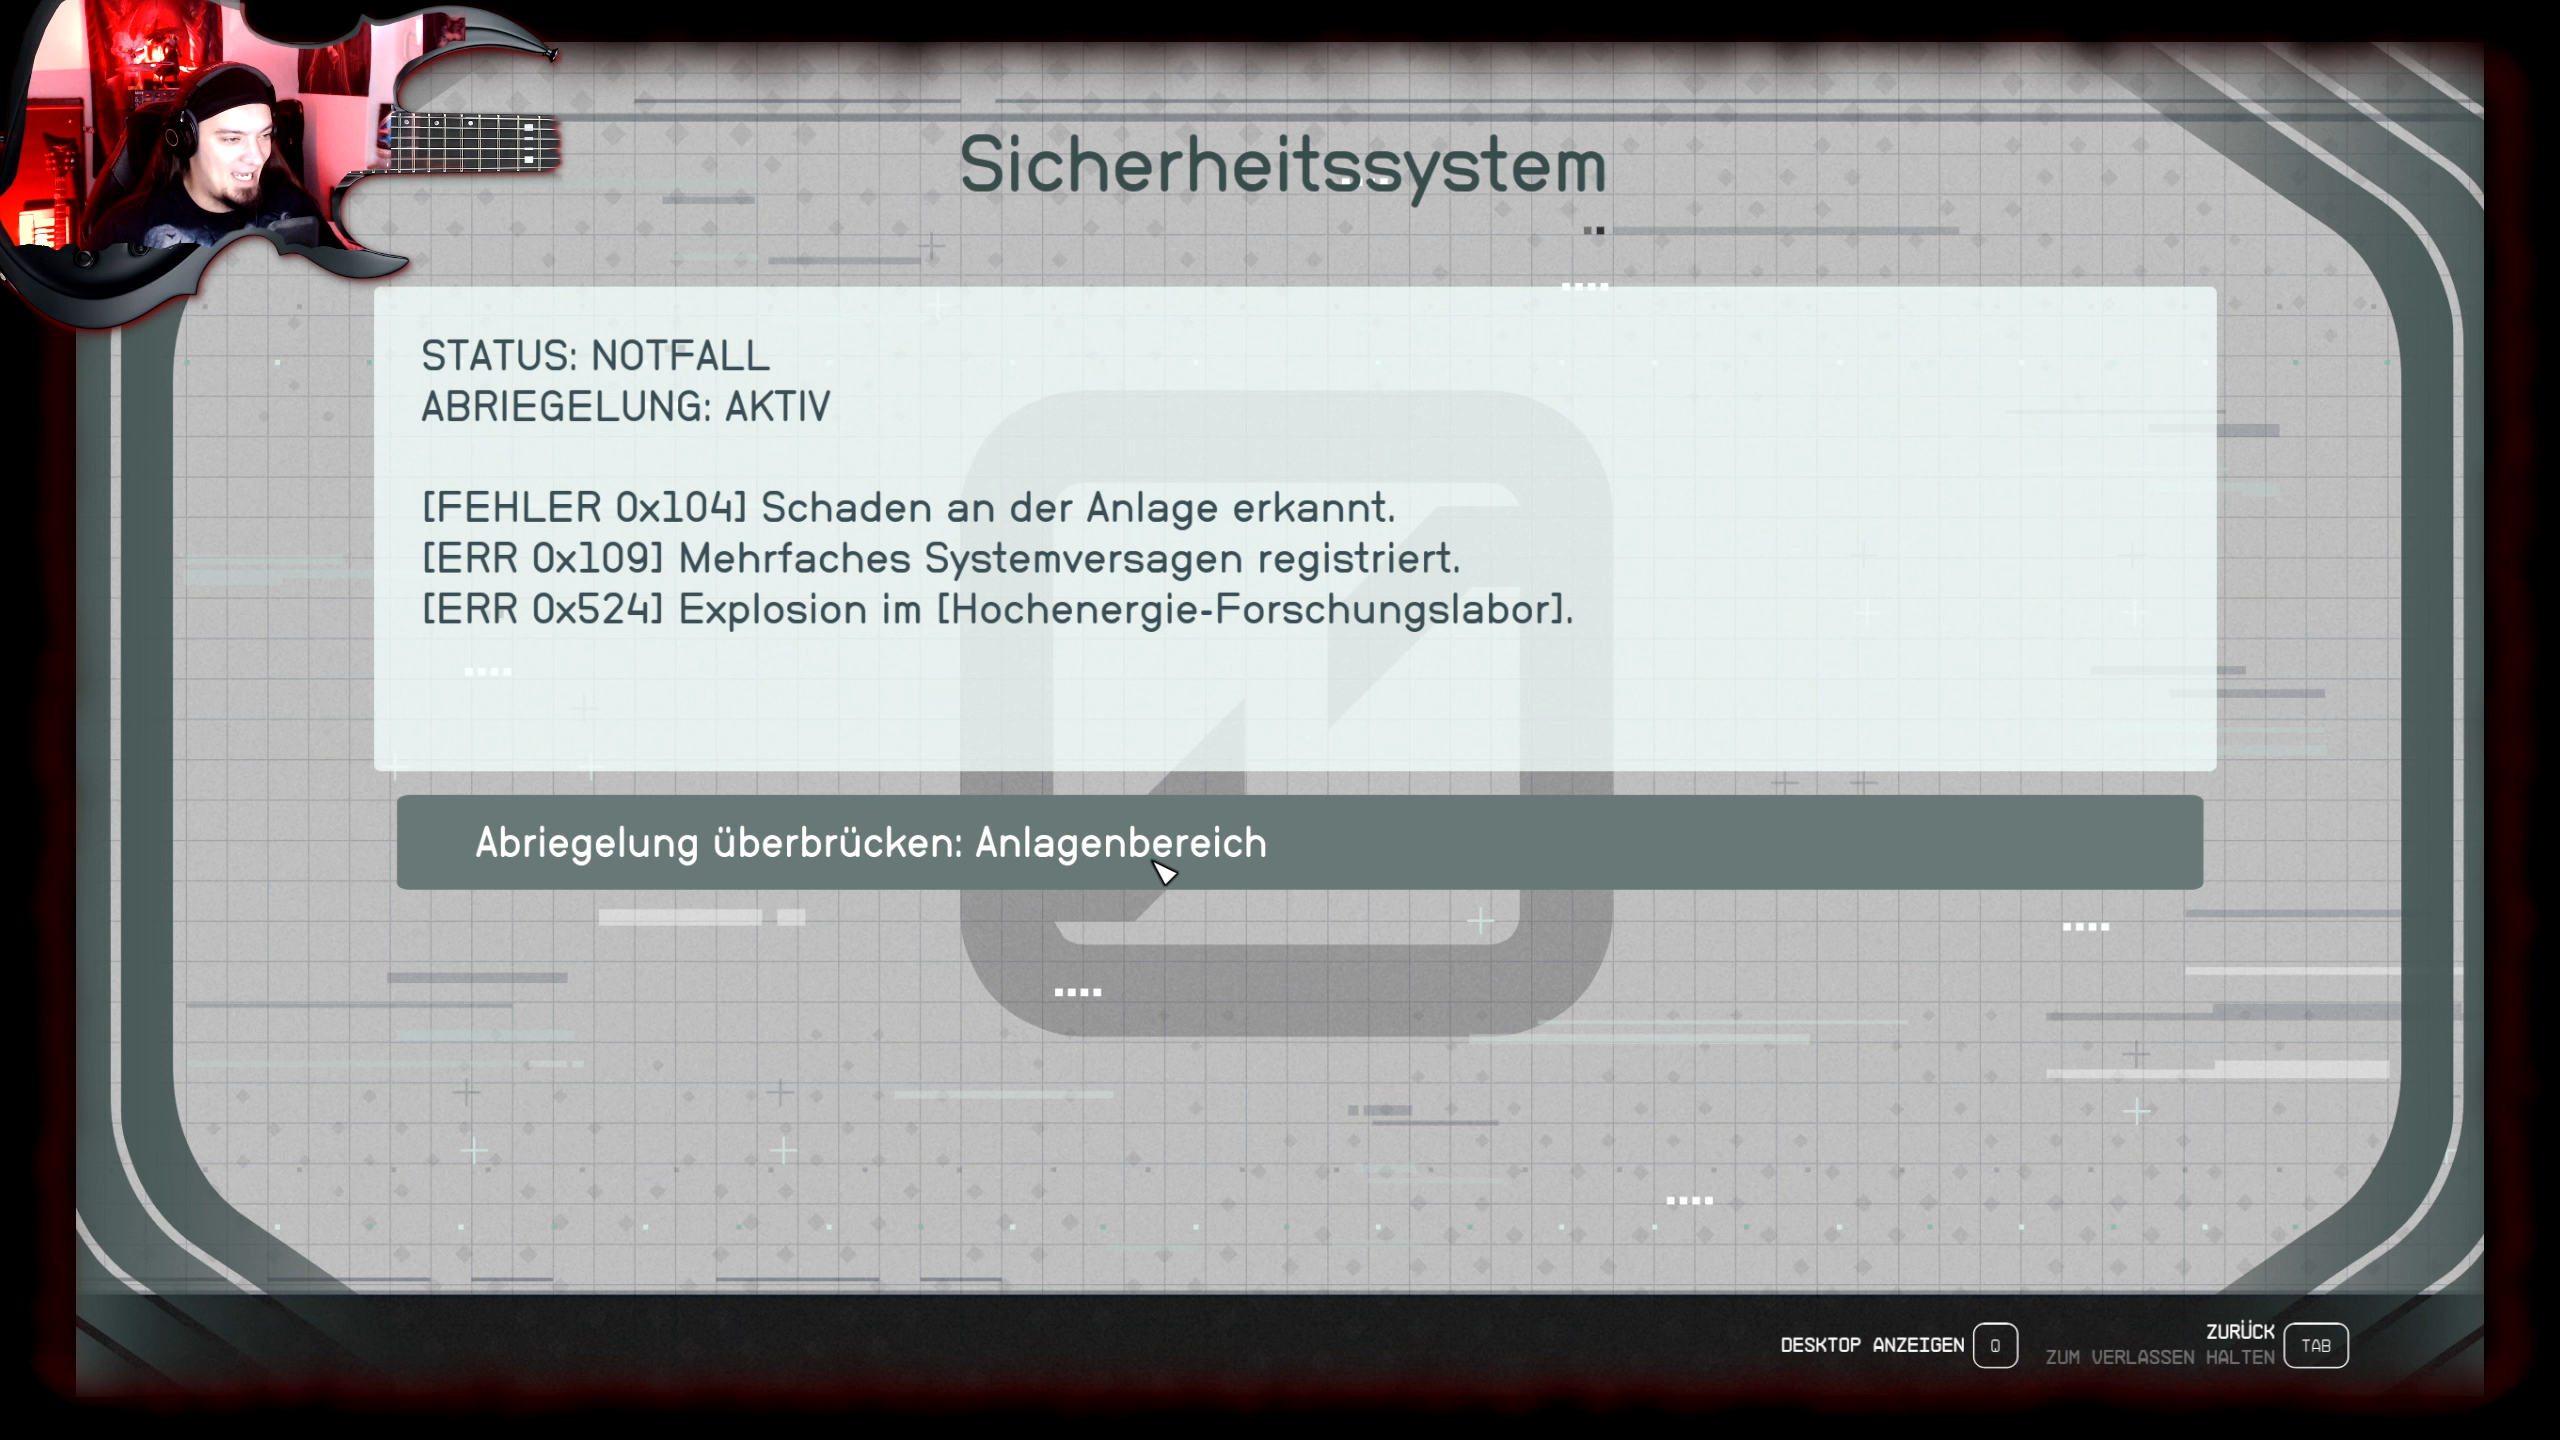 Sicherheitssystem
STATUS: NOTFALL
ABRIEGELUNG: AKTIV
[FEHLER 0x104] Schaden an der Anlage erkannt.
[ERR 0x109] Mehrfaches Systemversagen registriert.
[ERR 0x524] Explosion im [Hochenergie-Forschungslabor].
Abriegelung überbrücken: Anlagenbereich
DESKTOP ANZEIGEN Q
ZURÜCK
ZUM VERLASSEN HALTEN TAB